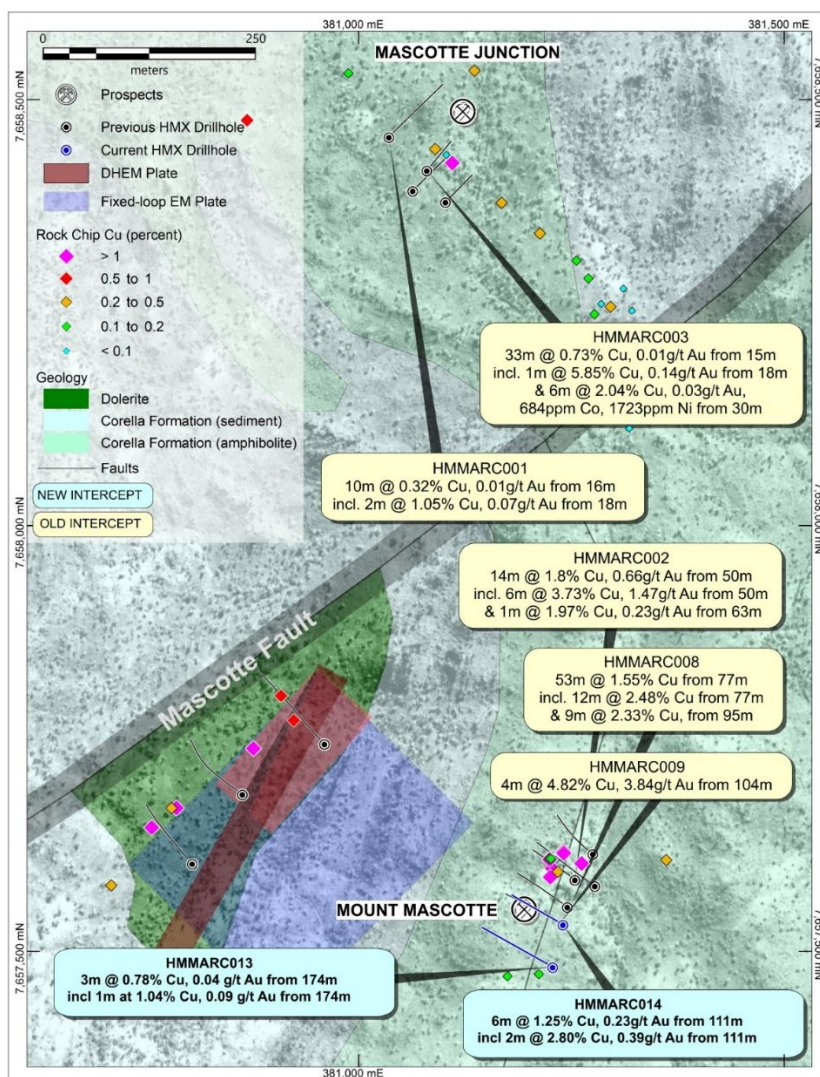 381,000 mE
381,500 mE
0
250
meters
MASCOTTE JUNCTION
7,658,500 mN
7,658,500 mN
Prospects
Previous HMX Drillhole
Current HMX Drillhole
DHEM Plate
Fixed-loop EM Plate
Rock Chip Cu (percent)
> 1
0.5 to 1
0.2 to 0.5
0.1 to 0.2
< 0.1
Geology
Dolerite
Corella Formation (sediment)
Corella Formation (amphibolite)
Faults
NEW INTERCEPT
OLD INTERCEPT
HMMARC003
33m @ 0.73% Cu, 0.01g/t Au from 15m
incl. 1m @ 5.85% Cu, 0.14g/t Au from 18m
& 6m @ 2.04% Cu, 0.03g/t Au,
684ppm Co, 1723ppm Ni from 30m
HMMARC001
10m @ 0.32% Cu, 0.01g/t Au from 16m
incl. 2m @ 1.05% Cu, 0.07g/t Au from 18m
7,658,000 mN
7,658,000 mN
HMMARC002
14m @ 1.8% Cu, 0.66g/t Au from 50m
incl. 6m @ 3.73% Cu, 1.47g/t Au from 50m
& 1m @ 1.97% Cu, 0.23g/t Au from 63m
Mascotte Fault
HMMARC008
53m @ 1.55% Cu from 77m
incl. 12m @ 2.48% Cu from 77m
& 9m @ 2.33% Cu, from 95m
HMMARC009
4m @ 4.82% Cu, 3.84g/t Au from 104m
MOUNT MASCOTTE
7,657,500 mN
7,657,500 mN
HMMARC013
3m @ 0.78% Cu, 0.04 g/t Au from 174m
incl 1m at 1.04% Cu, 0.09 g/t Au from 174m
HMMARC014
6m @ 1.25% Cu, 0.23g/t Au from 111m
incl 2m @ 2.80% Cu, 0.39g/t Au from 111m
381,000 mE